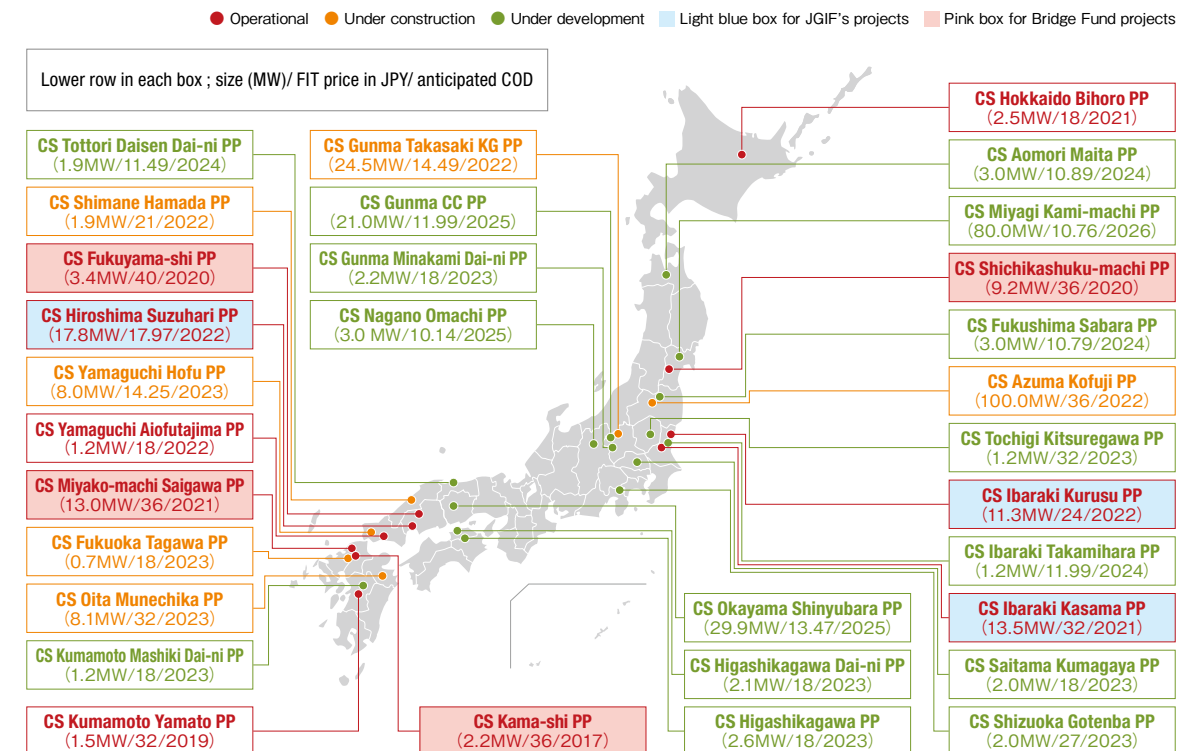 Operational
Under construction
Under development
Light blue box for JGIF's projects
Pink box for Bridge Fund projects
Lower row in each box ; size (MW)/ FIT price in JPY/ anticipated COD
CS Tottori Daisen Dai-ni PP
(1.9MW/11.49/2024)
CS Shimane Hamada PP
(1.9MW/21/2022)
CS Fukuyama-shi PP
(3.4MW/40/2020)
CS Hiroshima Suzuhari PP
(17.8MW/17.97/2022)
CS Yamaguchi Hofu PP
(8.0MW/14.25/2023)
CS Yamaguchi Aiofutajima PP
(1.2MW/18/2022)
CS Miyako-machi Saigawa PP
(13.0MW/36/2021)
CS Fukuoka Tagawa PP
(0.7MW/18/2023)
CS Oita Munechika PP
(8.1MW/32/2023)
CS Kumamoto Mashiki Dai-ni PP
(1.2MW/18/2023)
CS Kumamoto Yamato PP
(1.5MW/32/2019)
CS Gunma Takasaki KG PP
(24.5MW/14.49/2022)
CS Gunma CC PP
(21.0MW/11.99/2025)
CS Gunma Minakami Dai-ni PP
(2.2MW/18/2023)
CS Nagano Omachi PP
(3.0 MW/10.14/2025)
CS Kama-shi PP
(2.2MW/36/2017)
CS Okayama Shinyubara PP
(29.9MW/13.47/2025)
CS Higashikagawa Dai-ni PP
(2.1MW/18/2023)
CS Higashikagawa PP
(2.6MW/18/2023)
CS Hokkaido Bihoro PP
(2.5MW/18/2021)
CS Aomori Maita PP
(3.0MW/10.89/2024)
CS Miyagi Kami-machi PP
(80.0MW/10.76/2026)
CS Shichikashuku-machi PP
(9.2MW/36/2020)
CS Fukushima Sabara PP
(3.0MW/10.79/2024)
CS Azuma Kofuji PP
(100.0MW/36/2022)
CS Tochigi Kitsuregawa PP
(1.2MW/32/2023)
CS Ibaraki Kurusu PP
(11.3MW/24/2022)
CS Ibaraki Takamihara PP
(1.2MW/11.99/2024)
CS Ibaraki Kasama PP
(13.5MW/32/2021)
CS Saitama Kumagaya PP
(2.0MW/18/2023)
CS Shizuoka Gotenba PP
(2.0MW/27/2023)